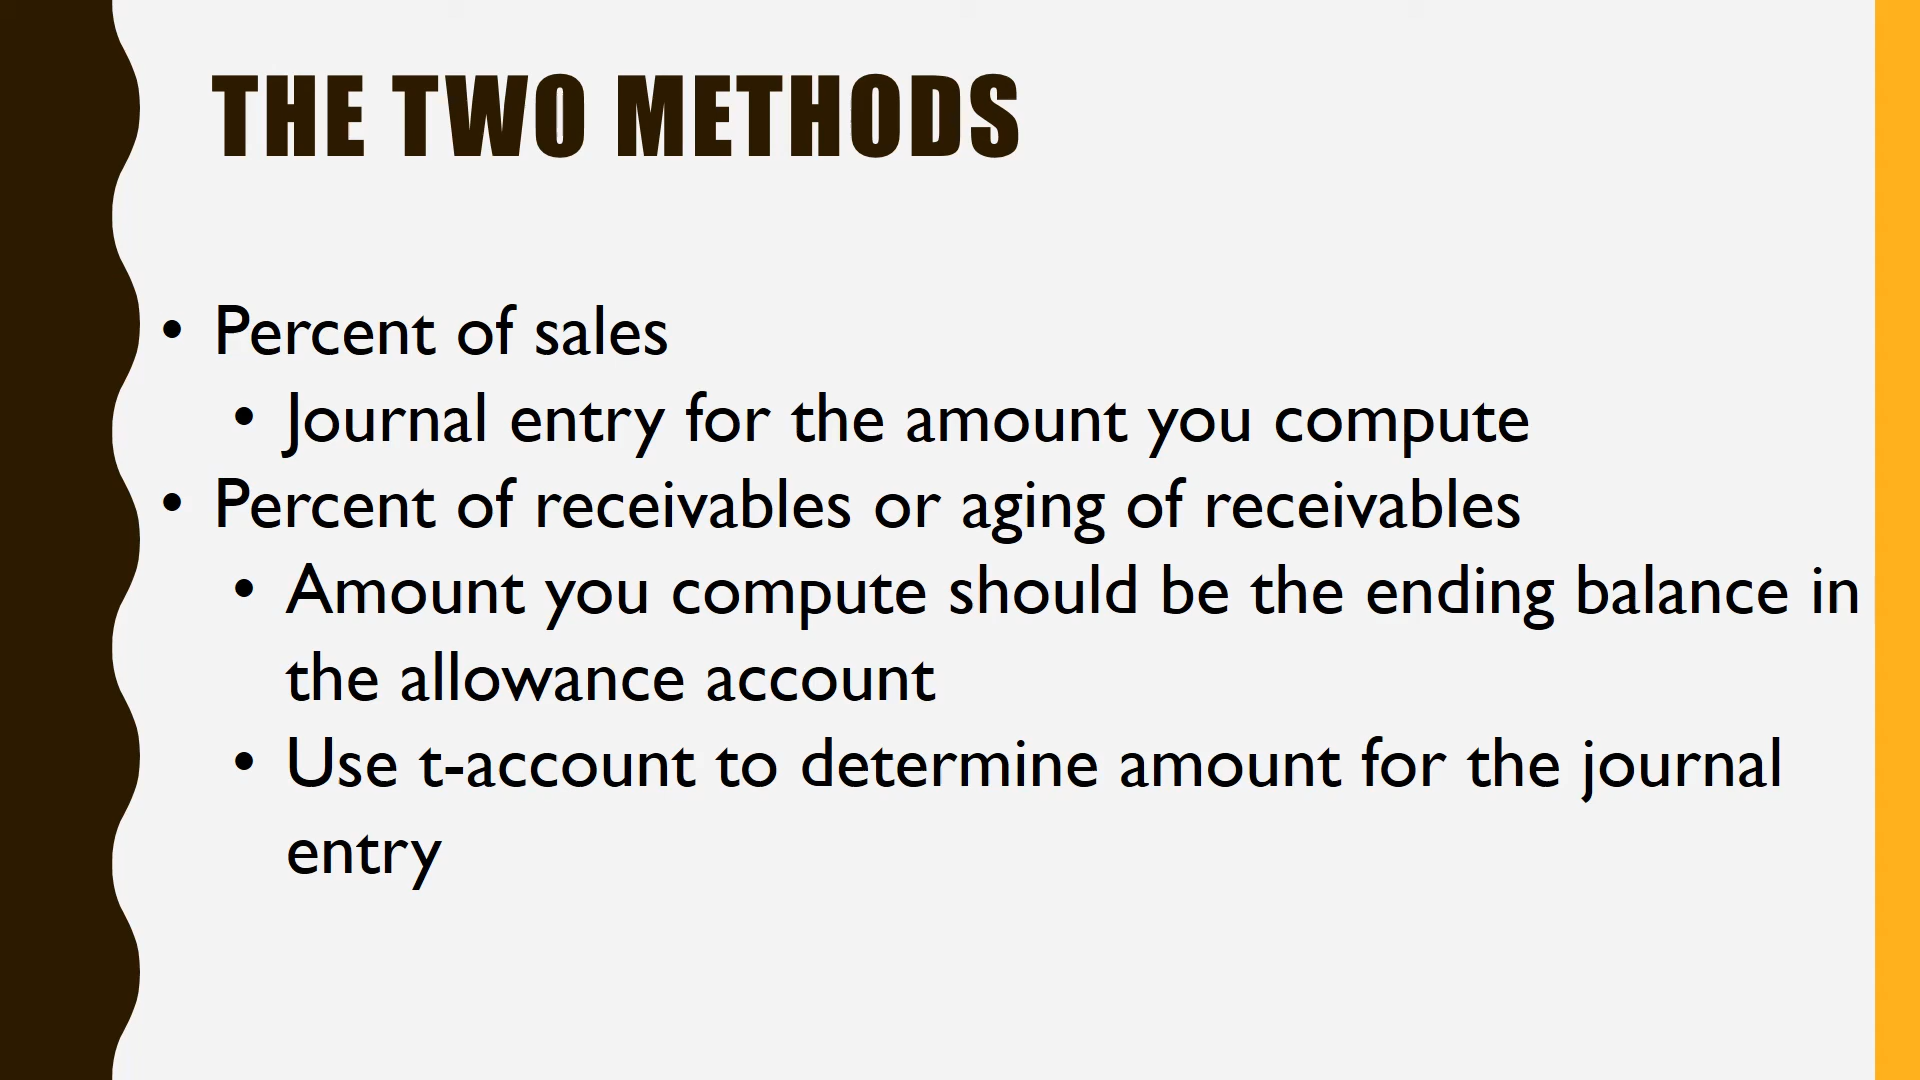 THE TWO METHODS
• Percent of sales
• Journal entry for the amount you compute
• Percent of receivables or aging of receivables
• Amount you compute should be the ending balance in
the allowance account
• Use t-account to determine amount for the journal
entry